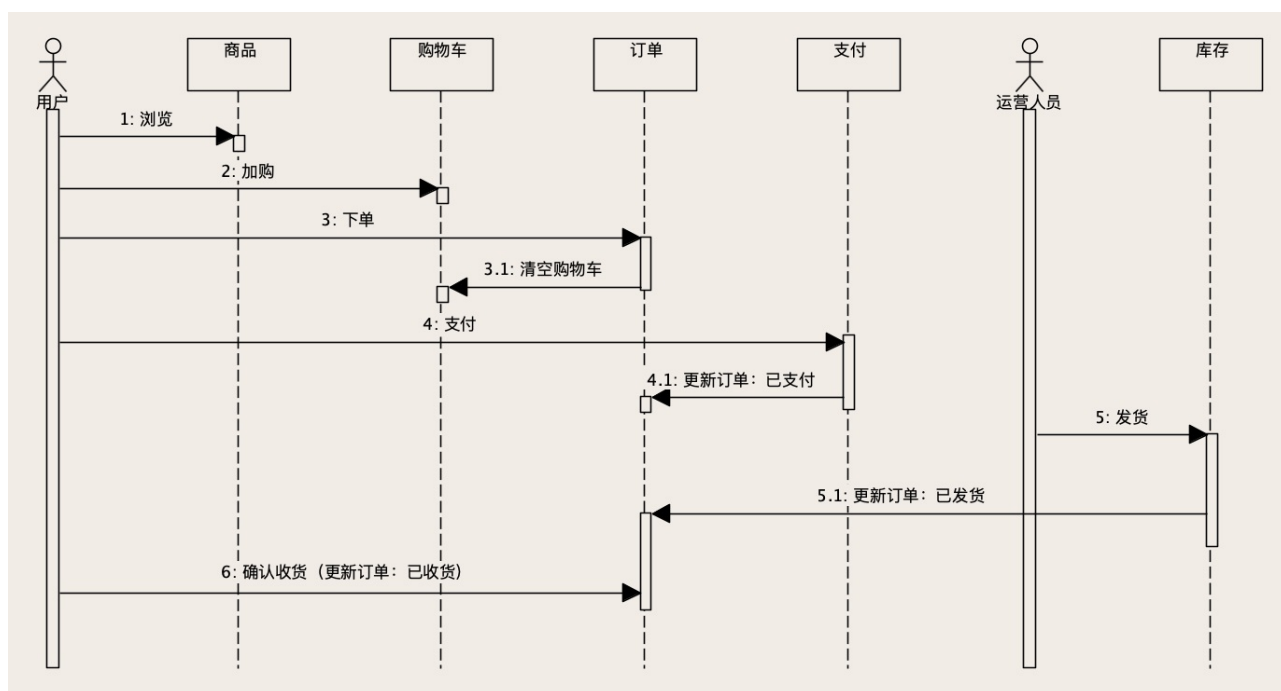 商品
购物车
订单
支付
库存
用户
运营人员
1: 浏览
2: 加购
3: 下单
3.1: 清空购物车
4: 支付
4.1: 更新订单：已支付
5: 发货
5.1: 更新订单：已发货
6: 确认收货（更新订单：已收货）